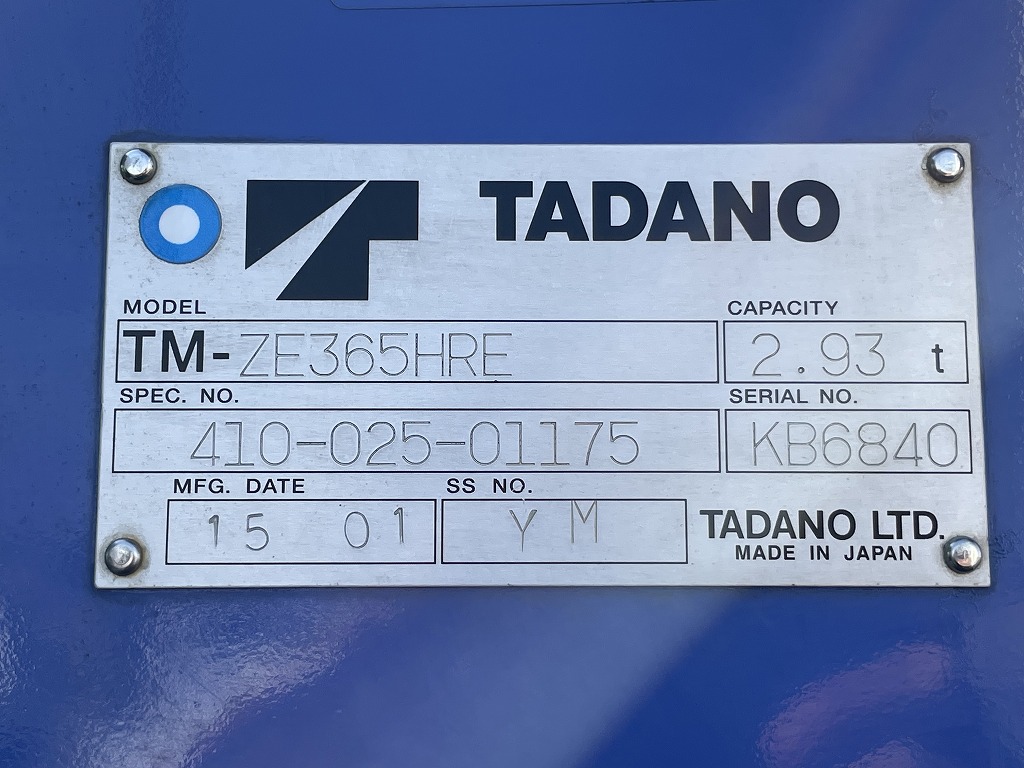 TADANO
MODEL
TM-ZE365HRE
CAPACITY
2.93 t
SPEC. NO.
410-025-01175
SERIAL NO.
KB6840
MFG. DATE
15 01
SS NO.
Y M
TADANO LTD.
MADE IN JAPAN